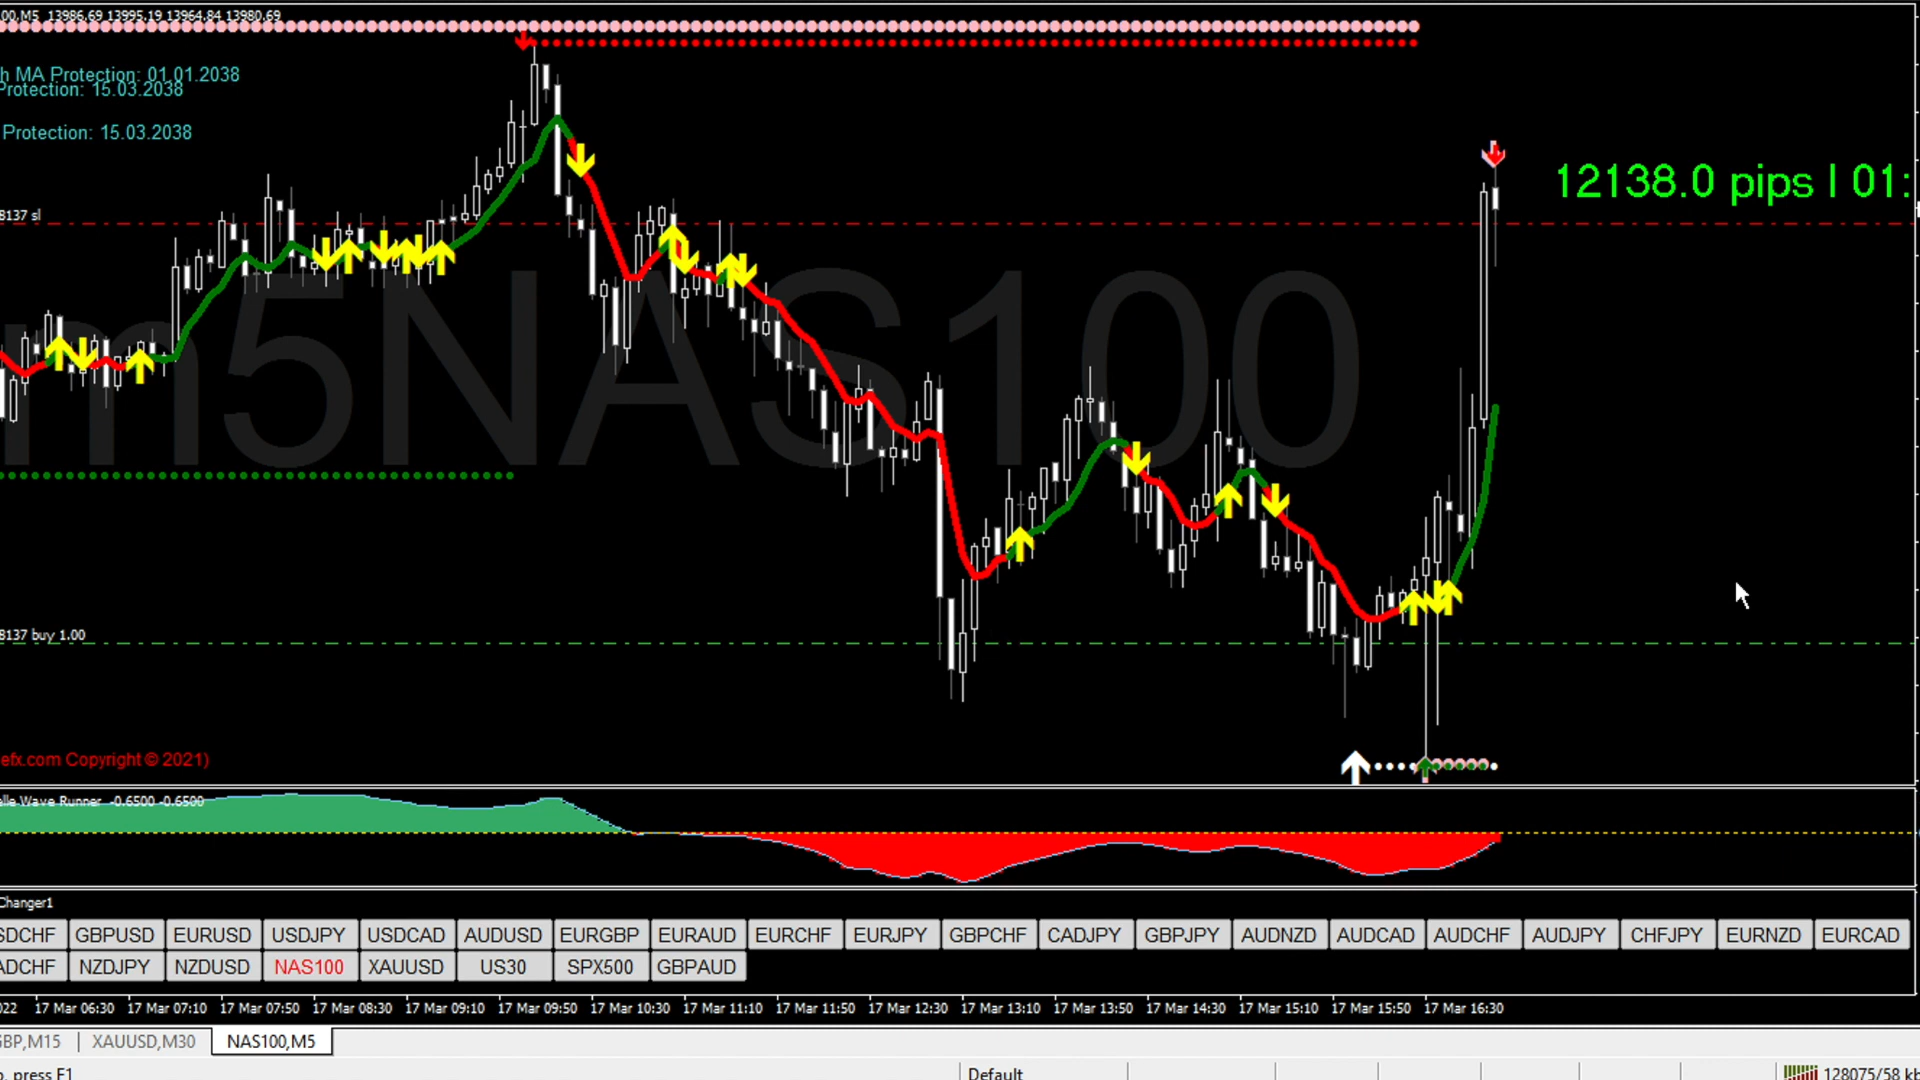 00,M5 13986.69 13995.19 13964.84 13980.69
h MA Protection: 01.01.2038
Protection: 15.03.2038
Protection: 15.03.2038
12138.0 pips | 01:
8137 sl
m5NAS100
8137 buy 1.00
efx.com Copyright © 2021)
Wave Runner -0.6500 -0.6500
Changer1
SDCHF GBPUSD EURUSD USDJPY USDCAD AUDUSD EURGBP EURAUD EURCHF EURJPY GBPCHF CADJPY GBPJPY AUDNZD AUDCAD AUDCHF AUDJPY CHFJPY EURNZD EURCAD
ADCHF NZDJPY NZDUSD NAS100 XAUUSD US30 SPX500 GBPAUD
022 17 Mar 06:30 17 Mar 07:10 17 Mar 07:50 17 Mar 08:30 17 Mar 09:10 17 Mar 09:50 17 Mar 10:30 17 Mar 11:10 17 Mar 11:50 17 Mar 12:30 17 Mar 13:10 17 Mar 13:50 17 Mar 14:30 17 Mar 15:10 17 Mar 15:50 17 Mar 16:30
GBP,M15 XAUUSD,M30 NAS100,M5
p, press F1 Default 128075/58 kb